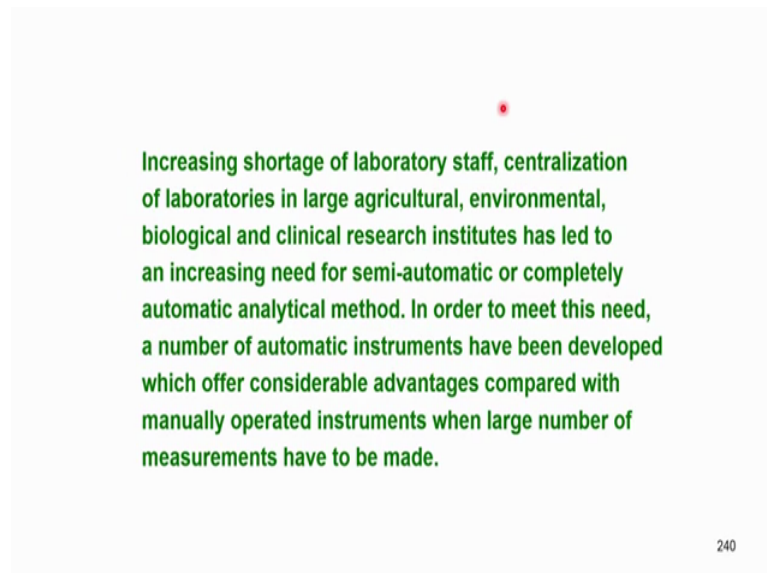 Increasing shortage of laboratory staff, centralization
of laboratories in large agricultural, environmental,
biological and clinical research institutes has led to
an increasing need for semi-automatic or completely
automatic analytical method. In order to meet this need,
a number of automatic instruments have been developed
which offer considerable advantages compared with
manually operated instruments when large number of
measurements have to be made.
240